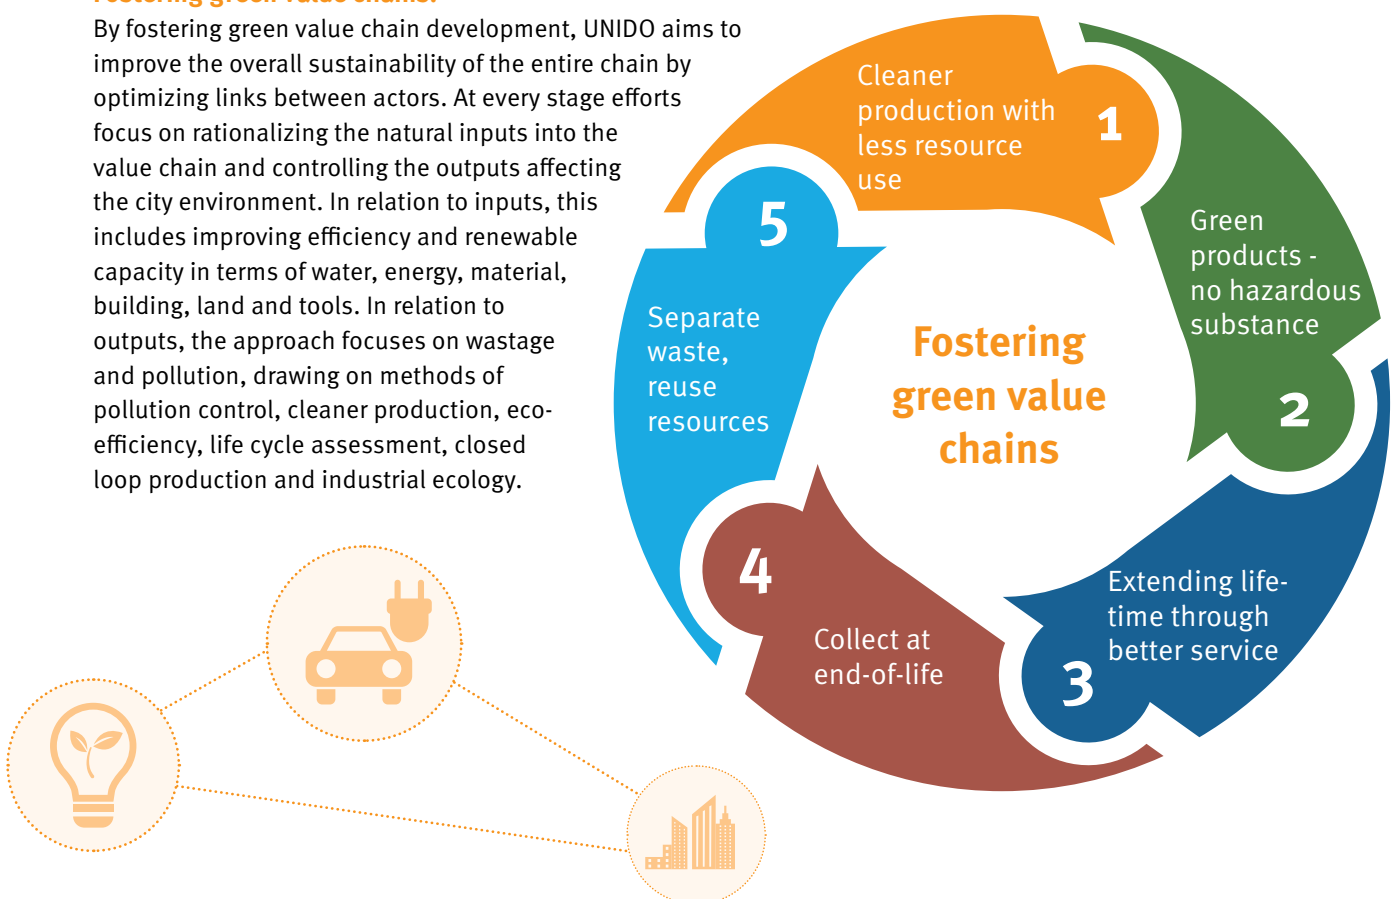 Fostering green value chains:
By fostering green value chain development, UNIDO aims to
improve the overall sustainability of the entire chain by
optimizing links between actors. At every stage efforts
focus on rationalizing the natural inputs into the
value chain and controlling the outputs affecting
the city environment. In relation to inputs, this
includes improving efficiency and renewable
capacity in terms of water, energy, material,
building, land and tools. In relation to
outputs, the approach focuses on wastage
and pollution, drawing on methods of
pollution control, cleaner production, eco-
efficiency, life cycle assessment, closed
loop production and industrial ecology.
Fostering
green value
chains
1
Cleaner
production with
less resource
use
2
Green
products -
no hazardous
substance
3
Extending life-
time through
better service
4
Collect at
end-of-life
5
Separate
waste,
reuse
resources